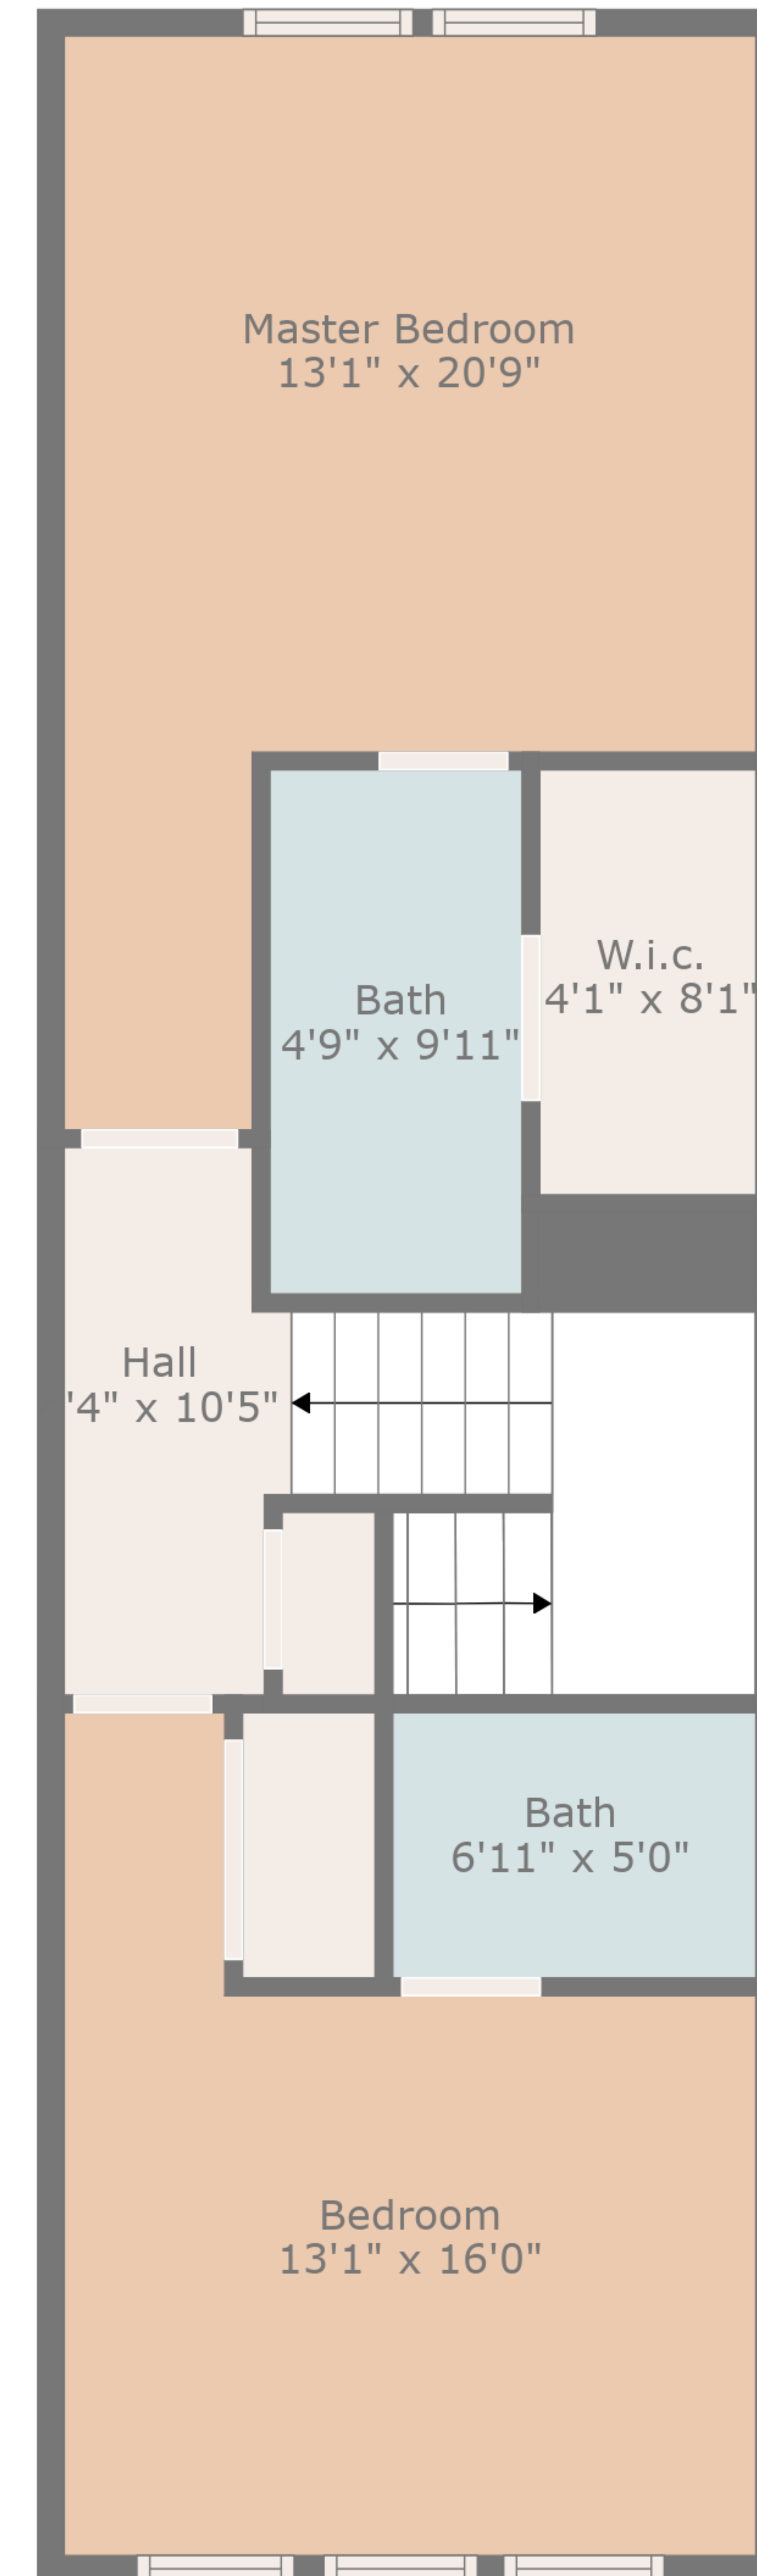 Master Bedroom
13'1" x 20'9"
W.i.c.
4'1" x 8'1"
Bath
4'9" x 9'11"
Hall
'4" x 10'5"
Bath
6'11" x 5'0"
Bedroom
13'1" x 16'0"